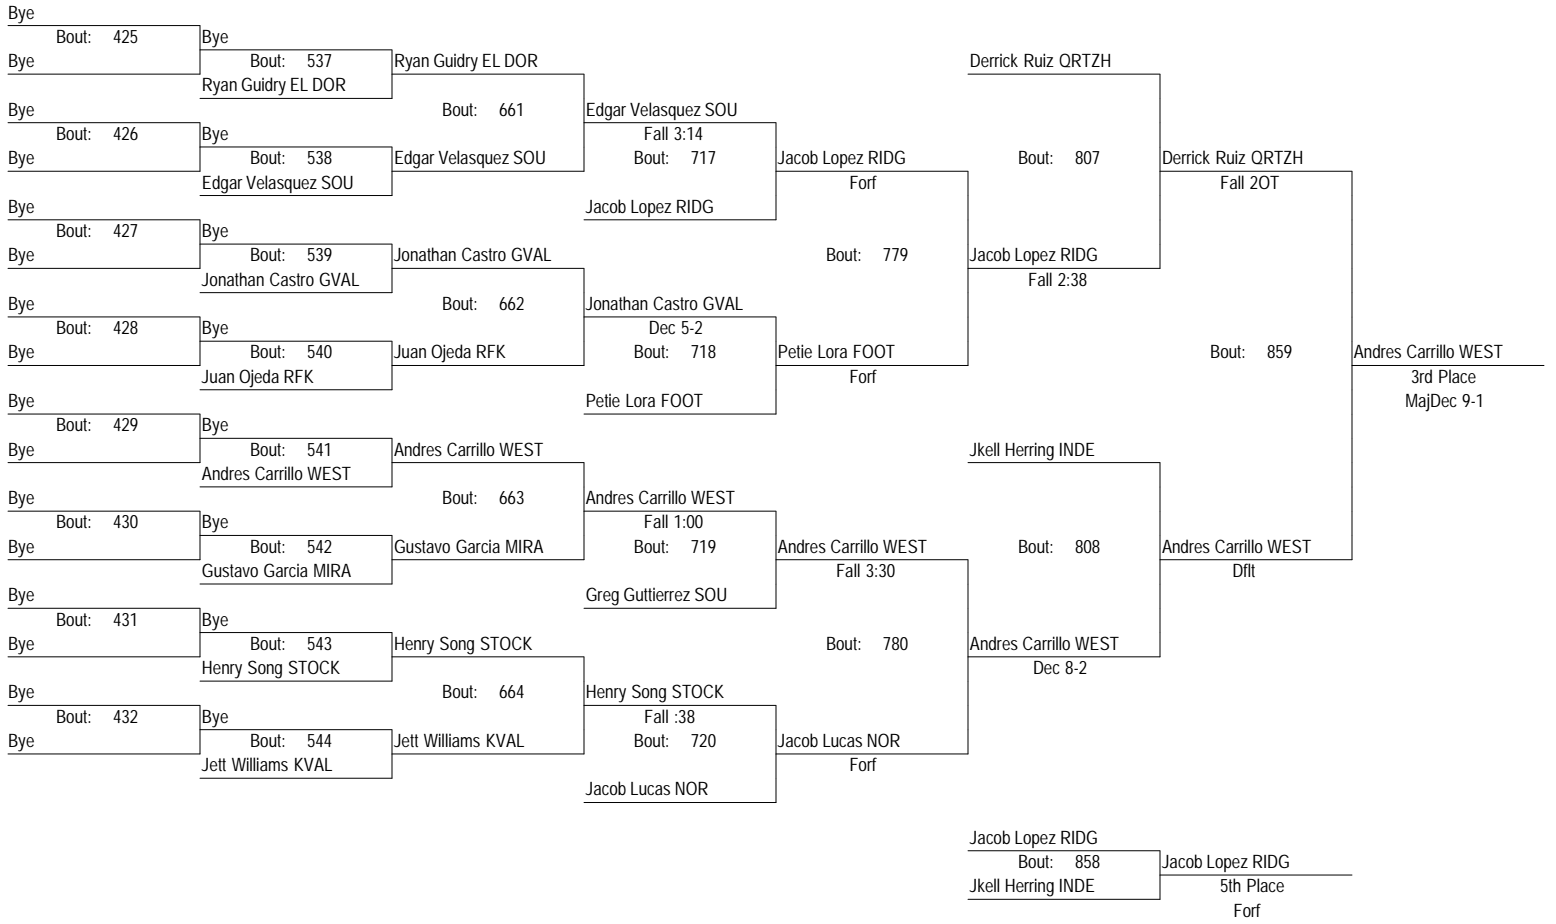 Bye
Bout: 425 Bye
Bye Bout: 537 Ryan Guidry EL DOR Derrick Ruiz QRTZH
Ryan Guidry EL DOR
Bye Bout: 661 Edgar Velasquez SOU
Bout: 426 Bye Fall 3:14
Bye Bout: 538 Edgar Velasquez SOU Bout: 717 Jacob Lopez RIDG Bout: 807 Derrick Ruiz QRTZH
Edgar Velasquez SOU Forf Fall 2OT
Bye Jacob Lopez RIDG
Bout: 427 Bye
Bye Bout: 539 Jonathan Castro GVAL Bout: 779 Jacob Lopez RIDG
Jonathan Castro GVAL Fall 2:38
Bye Bout: 662 Jonathan Castro GVAL
Bout: 428 Bye Dec 5-2
Bye Bout: 540 Juan Ojeda RFK Bout: 718 Petie Lora FOOT Bout: 859 Andres Carrillo WEST
Juan Ojeda RFK Forf 3rd Place
Bye Petie Lora FOOT MajDec 9-1
Bout: 429 Bye
Bye Bout: 541 Andres Carrillo WEST Jkell Herring INDE
Andres Carrillo WEST
Bye Bout: 663 Andres Carrillo WEST
Bout: 430 Bye Fall 1:00
Bye Bout: 542 Gustavo Garcia MIRA Bout: 719 Andres Carrillo WEST Bout: 808 Andres Carrillo WEST
Gustavo Garcia MIRA Fall 3:30 Dflt
Bye Greg Guttierrez SOU
Bout: 431 Bye
Bye Bout: 543 Henry Song STOCK Bout: 780 Andres Carrillo WEST
Henry Song STOCK Dec 8-2
Bye Bout: 664 Henry Song STOCK
Bout: 432 Bye Fall :38
Bye Bout: 544 Jett Williams KVAL Bout: 720 Jacob Lucas NOR
Jett Williams KVAL Forf
Jacob Lucas NOR
Jacob Lopez RIDG
Bout: 858 Jacob Lopez RIDG
Jkell Herring INDE 5th Place
Forf